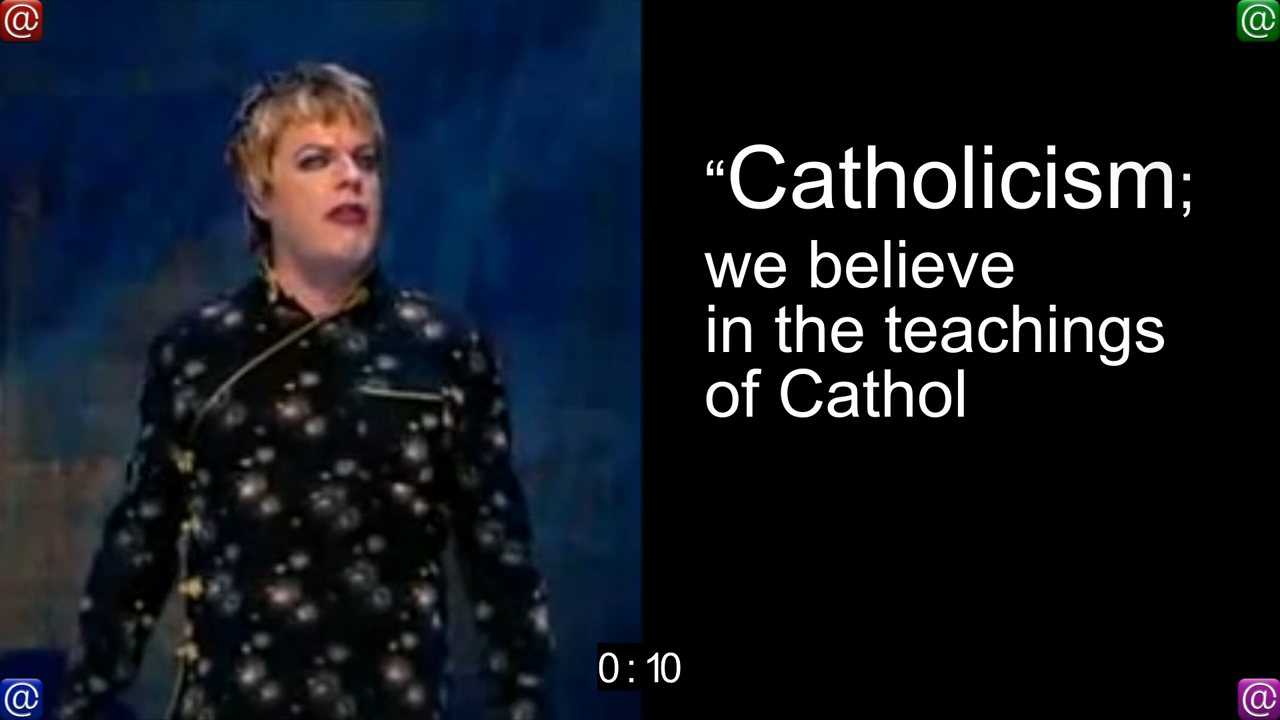 @ @
“Catholicism;
we believe
in the teachings
of Cathol
0:10
@ @